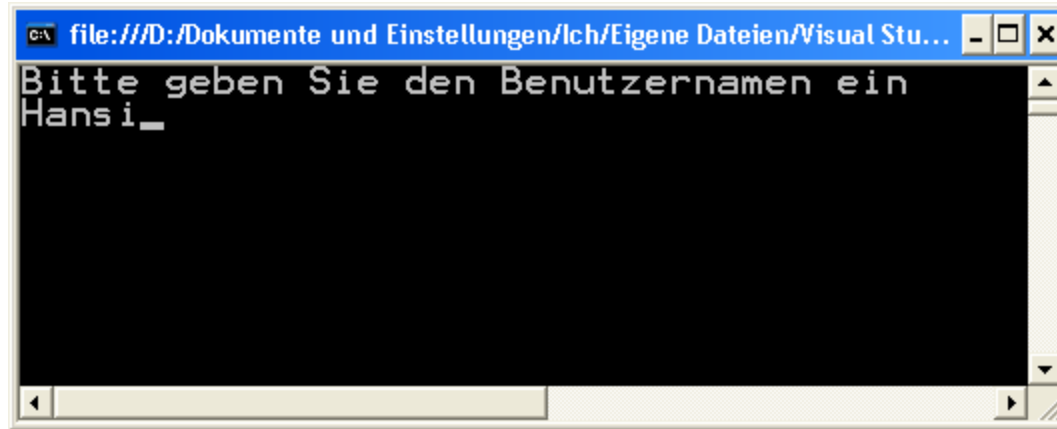 file:///D:/Dokumente und Einstellungen/Ich/Eigene Dateien/Visual Stu...
Bitte geben Sie den Benutzernamen ein
Hansi_